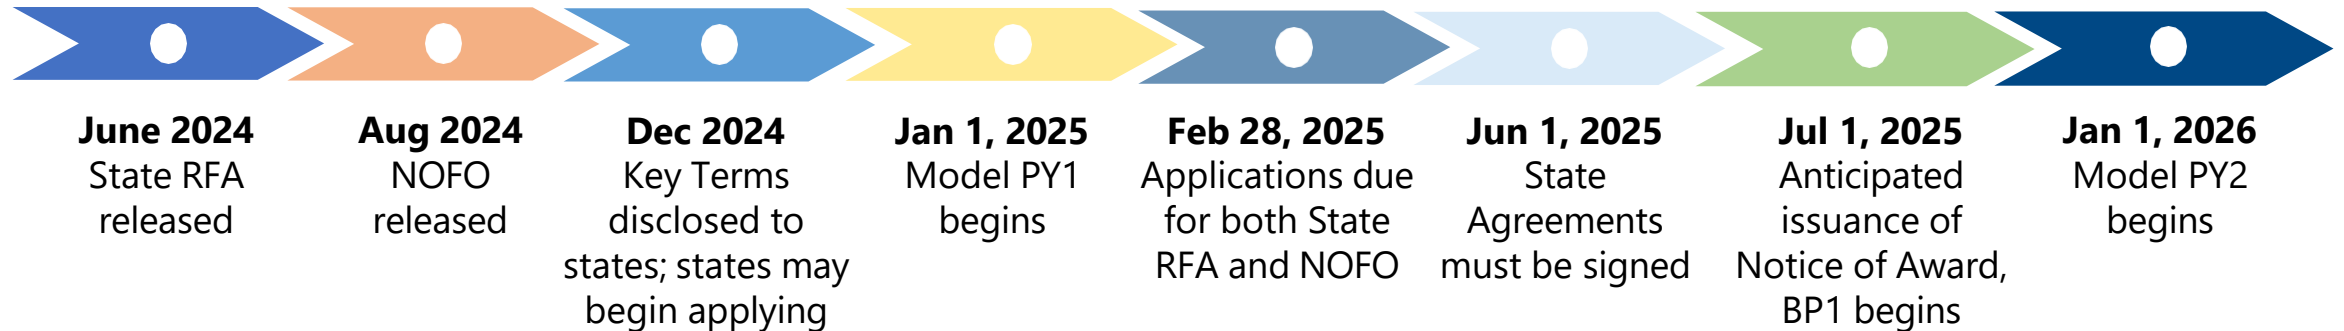 June 2024
State RFA
released
Aug 2024
NOFO
released
Dec 2024
Key Terms
disclosed to
states; states may
begin applying
Jan 1, 2025
Model PY1
begins
Feb 28, 2025
Applications due
for both State
RFA and NOFO
Jun 1, 2025
State
Agreements
must be signed
Jul 1, 2025
Anticipated
issuance of
Notice of Award,
BP1 begins
Jan 1, 2026
Model PY2
begins